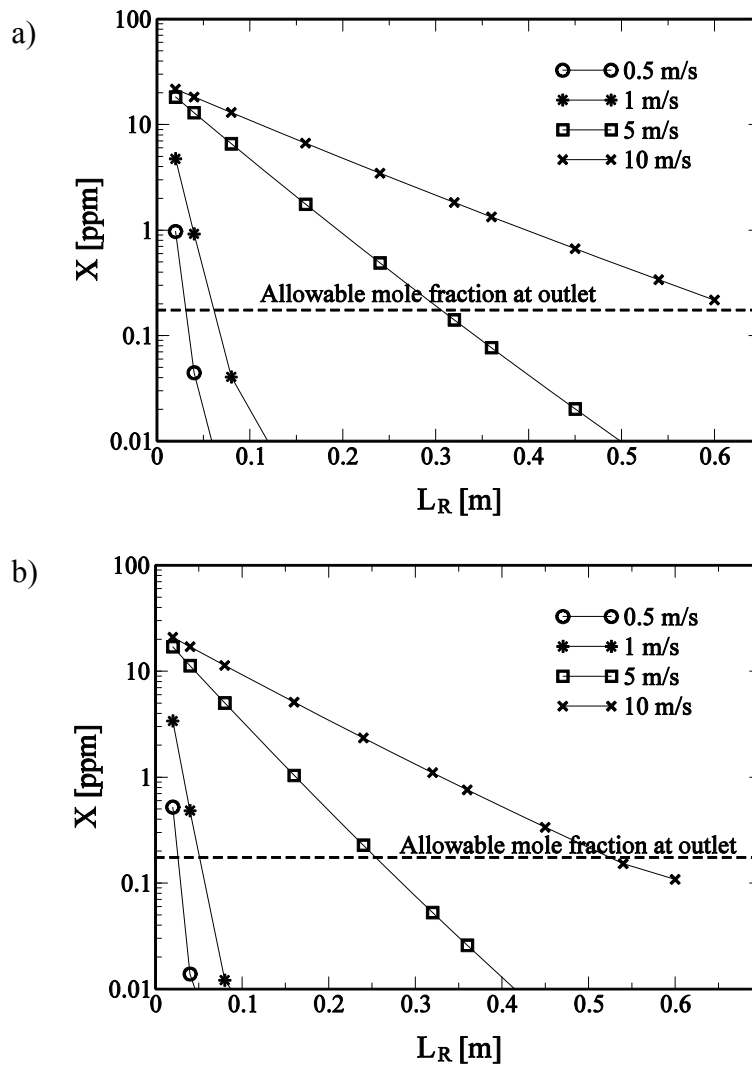 a)
100
10
1
0.1
0.01
X [ppm]
0.5 m/s
1 m/s
5 m/s
10 m/s
Allowable mole fraction at outlet
0 0.1 0.2 0.3 0.4 0.5 0.6
L_R [m]
b)
100
10
1
0.1
0.01
X [ppm]
0.5 m/s
1 m/s
5 m/s
10 m/s
Allowable mole fraction at outlet
0 0.1 0.2 0.3 0.4 0.5 0.6
L_R [m]